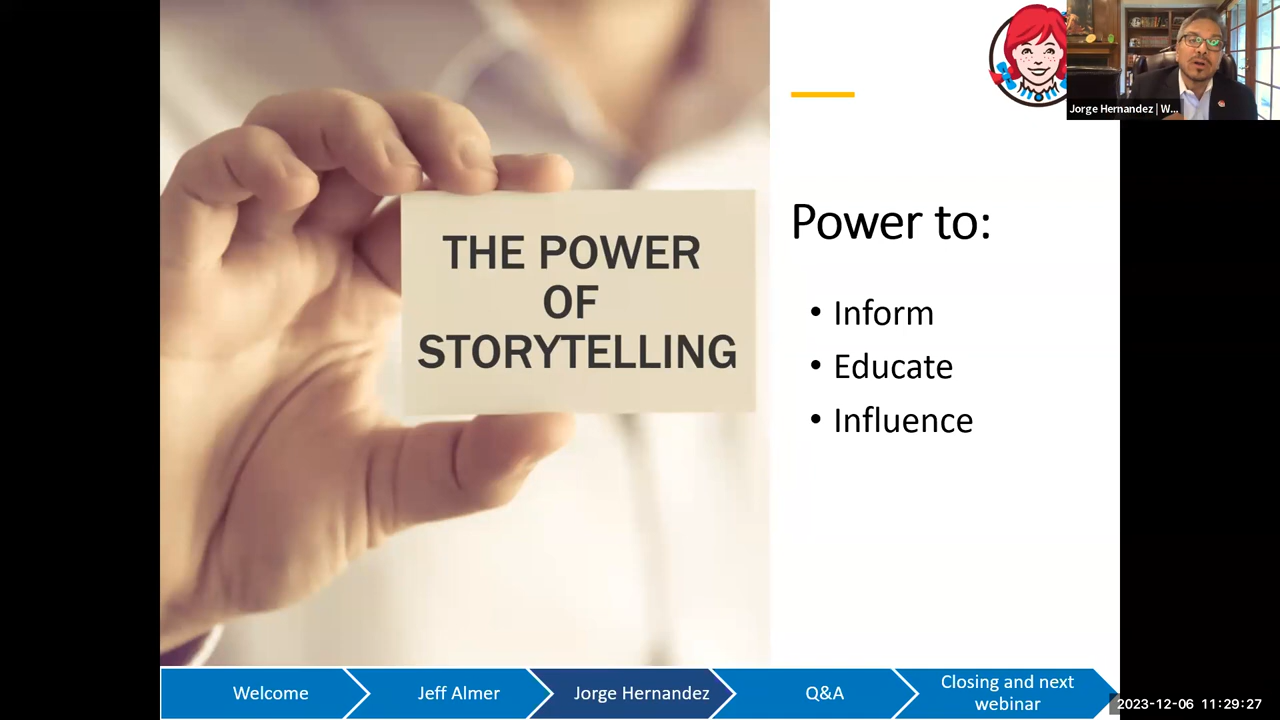 THE POWER
OF
STORYTELLING
Jorge Hernandez | W...
Power to:
• Inform
• Educate
• Influence
Welcome
Jeff Almer
Jorge Hernandez
Q&A
Closing and next
webinar
2023-12-06 11:29:27